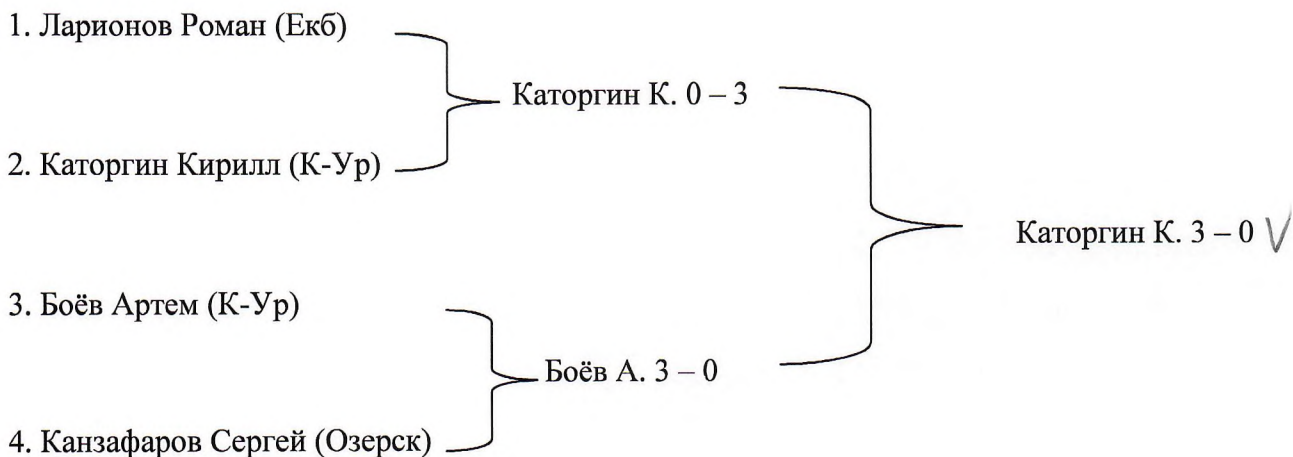 1. Ларионов Роман (Екб)
Каторгин К. 0 – 3
2. Каторгин Кирилл (К-Ур)
Каторгин К. 3 – 0 V
3. Боёв Артем (К-Ур)
Боёв А. 3 – 0
4. Канзафаров Сергей (Озерск)